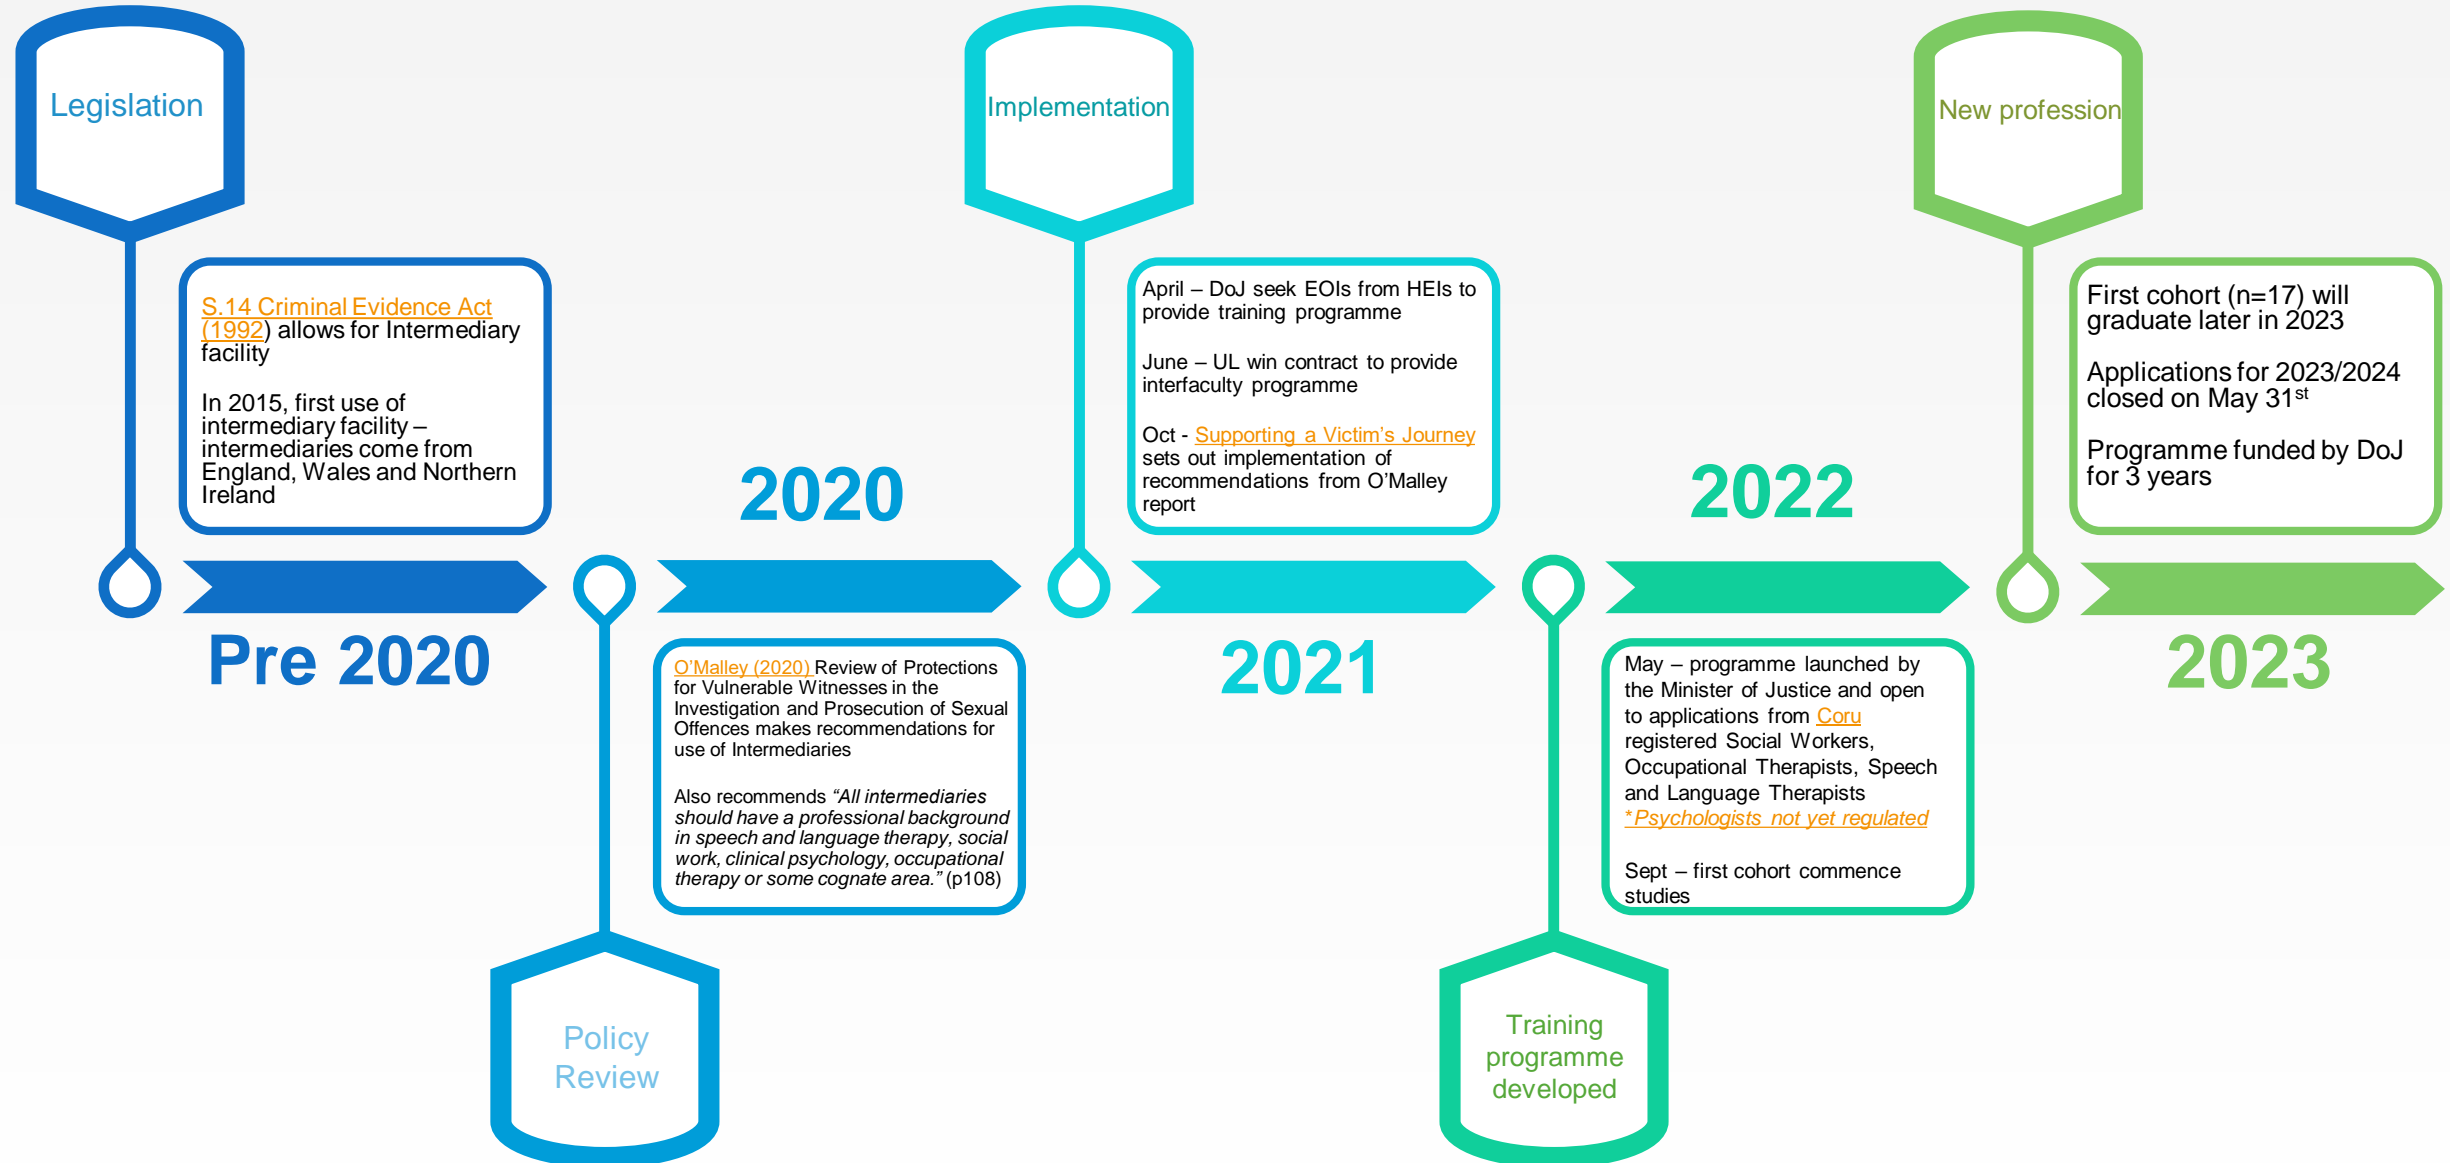 Legislation
S.14 Criminal Evidence Act
(1992) allows for Intermediary
facility
In 2015, first use of
intermediary facility –
intermediaries come from
England, Wales and Northern
Ireland
Pre 2020
2020
O’Malley (2020) Review of Protections
for Vulnerable Witnesses in the
Investigation and Prosecution of Sexual
Offences makes recommendations for
use of Intermediaries
Also recommends “All intermediaries
should have a professional background
in speech and language therapy, social
work, clinical psychology, occupational
therapy or some cognate area.” (p108)
Policy
Review
Implementation
April – DoJ seek EOIs from HEIs to
provide training programme
June – UL win contract to provide
interfaculty programme
Oct - Supporting a Victim’s Journey
sets out implementation of
recommendations from O’Malley
report
2021
2022
May – programme launched by
the Minister of Justice and open
to applications from Coru
registered Social Workers,
Occupational Therapists, Speech
and Language Therapists
*Psychologists not yet regulated
Sept – first cohort commence
studies
Training
programme
developed
New profession
First cohort (n=17) will
graduate later in 2023
Applications for 2023/2024
closed on May 31st
Programme funded by DoJ
for 3 years
2023